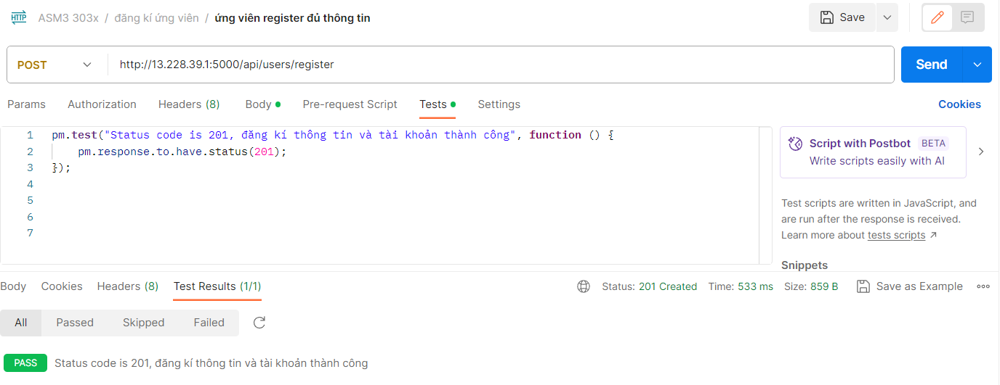 HTTP ASM3 303x / đăng kí ứng viên / ứng viên register đủ thông tin Save
POST http://13.228.39.1:5000/api/users/register Send
Params Authorization Headers (8) Body Pre-request Script Tests Settings Cookies
1 pm.test("Status code is 201, đăng kí thông tin và tài khoản thành công", function () {
2 pm.response.to.have.status(201);
3 });
4
5
6
7
Script with Postbot BETA
Write scripts easily with AI
Test scripts are written in JavaScript, and
are run after the response is received.
Learn more about tests scripts ↗
Snippets
Body Cookies Headers (8) Test Results (1/1) Status: 201 Created Time: 533 ms Size: 859 B Save as Example
All Passed Skipped Failed
PASS Status code is 201, đăng kí thông tin và tài khoản thành công